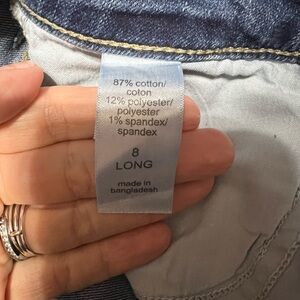 87% cotton/
coton
12% polyester/
polyester
1% spandex/
spandex
8
LONG
made in
bangladesh